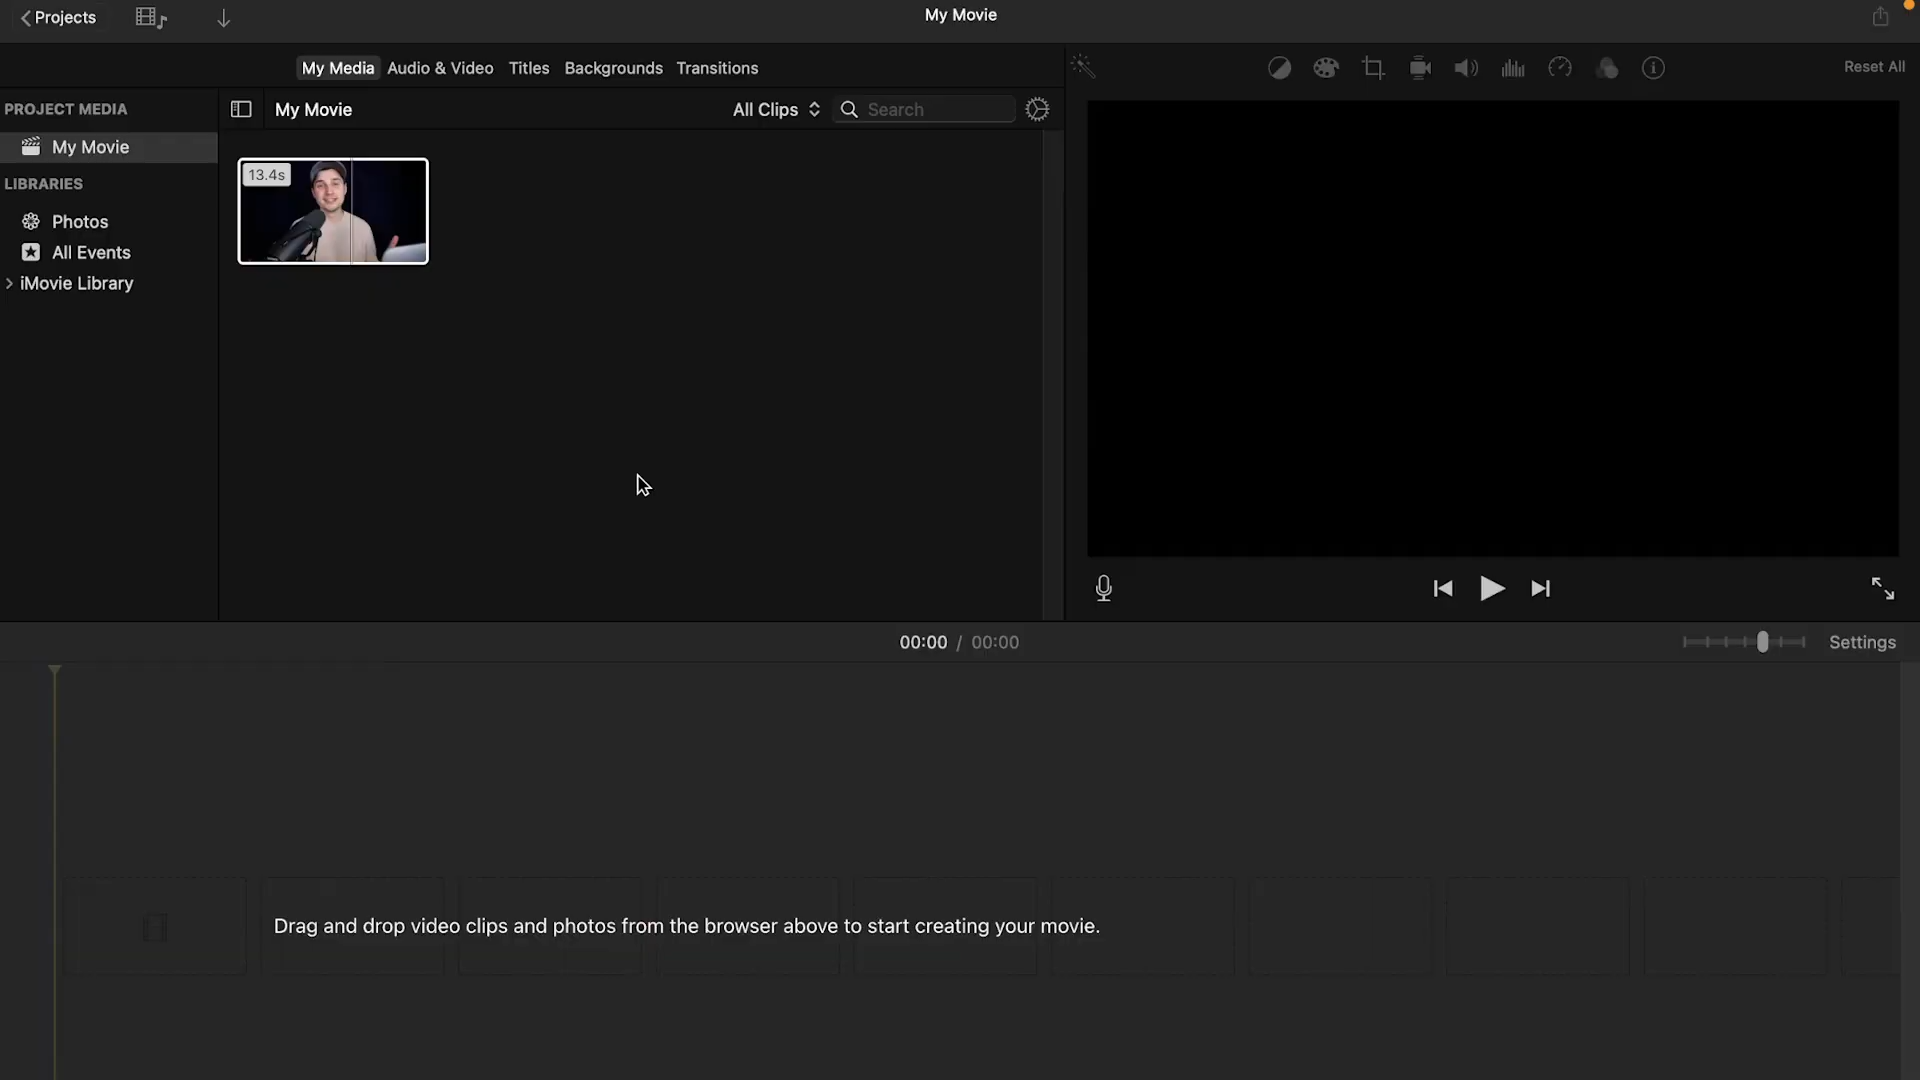 Projects
My Movie
My Media Audio & Video Titles Backgrounds Transitions
Reset All
PROJECT MEDIA
My Movie
All Clips
Search
My Movie
13.4s
LIBRARIES
Photos
All Events
iMovie Library
00:00 / 00:00
Settings
Drag and drop video clips and photos from the browser above to start creating your movie.